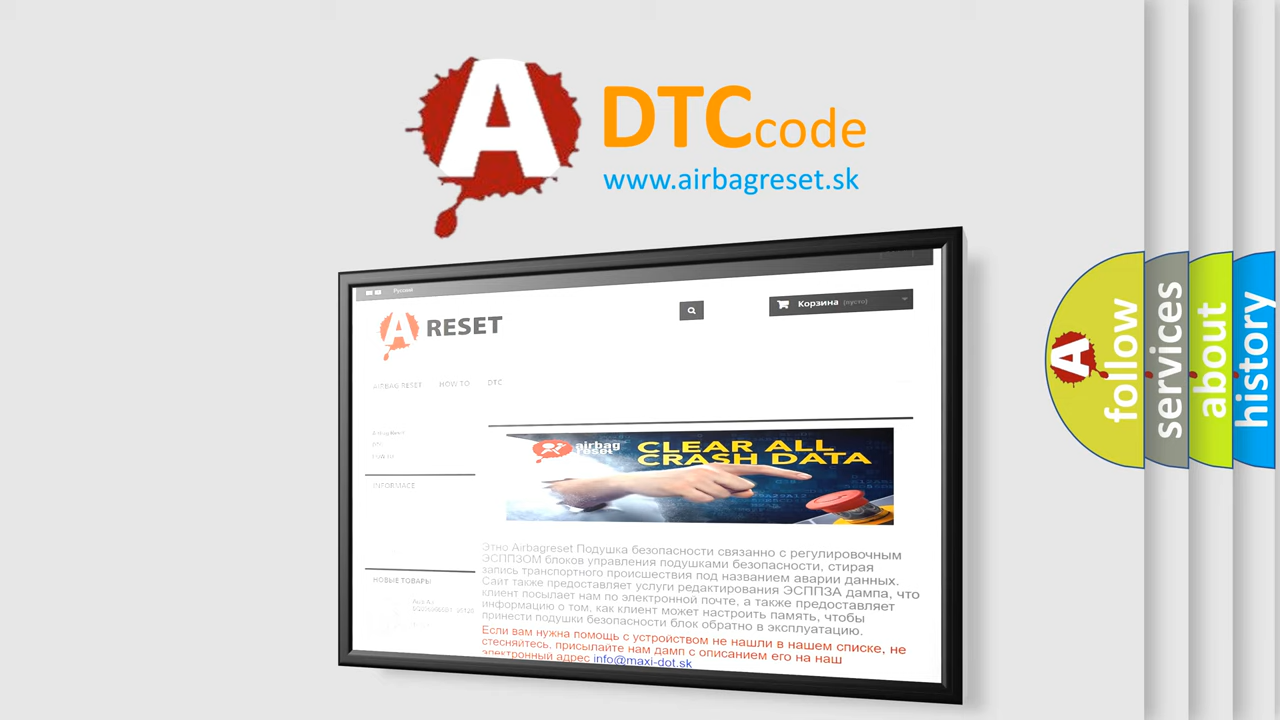 A
DTCcode
www.airbagreset.sk
Русский
A RESET
Корзина (пусто)
AIRBAG RESET HOW TO DTC
INFORMACE
airbag
reset
CLEAR ALL
CRASH DATA
Этно Airbagreset Подушка безопасности связанно с регулировочным
ЭСППЗОМ блоков управления подушками безопасности, стирая
запись транспортного происшествия под названием аварии данных.
Сайт также предоставляет услуги редактирования ЭСППЗА дампа, что
клиент посылает нам по электронной почте, а также предоставляет
информацию о том, как клиент может настроить память, чтобы
принести подушки безопасности блок обратно в эксплуатацию.
Если вам нужна помощь с устройством не нашли в нашем списке, не
стесняйтесь, присылайте нам дамп с описанием его на наш
электронный адрес info@maxi-dot.sk
НОВЫЕ ТОВАРЫ
A
follow
services
about
history